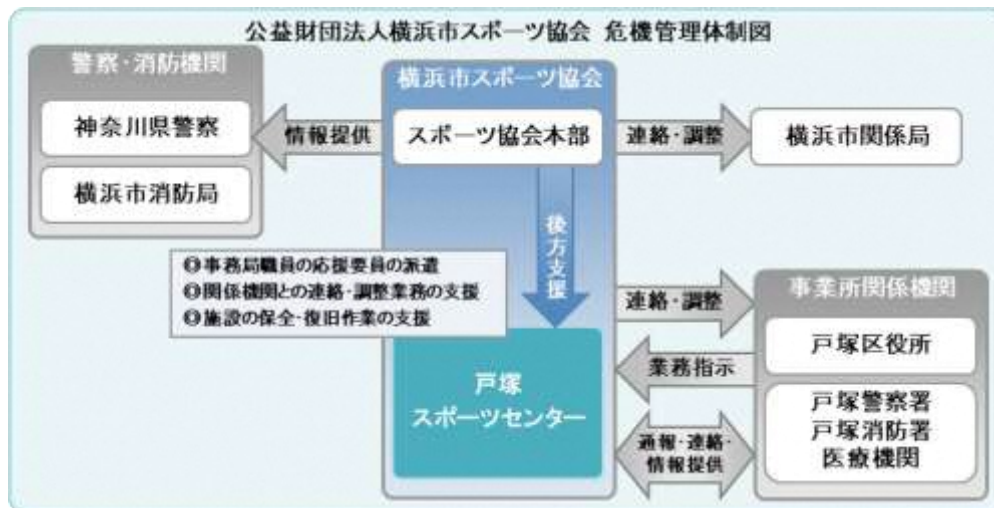 公益財団法人横浜市スポーツ協会 危機管理体制図
警察・消防機関
神奈川県警察
横浜市消防局
情報提供
横浜市スポーツ協会
スポーツ協会本部
連絡・調整
横浜市関係局
後方支援
❶事務局職員の応援委員の派遣
❷関係機関との連絡・調整業務の支援
❸施設の保全・復旧作業の支援
戸塚
スポーツセンター
連絡・調整
業務指示
通報・連絡・
情報提供
事業所関係機関
戸塚区役所
戸塚警察署
戸塚消防署
医療機関